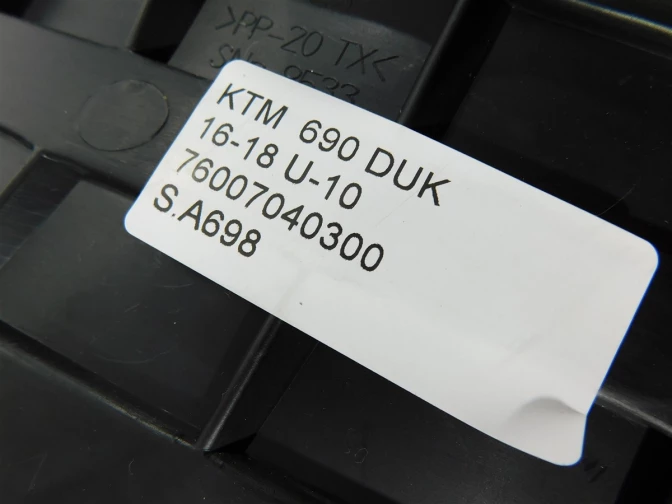 >PP-20 TX<
KTM 690 DUK
16-18 U-10
76007040300
S.A698